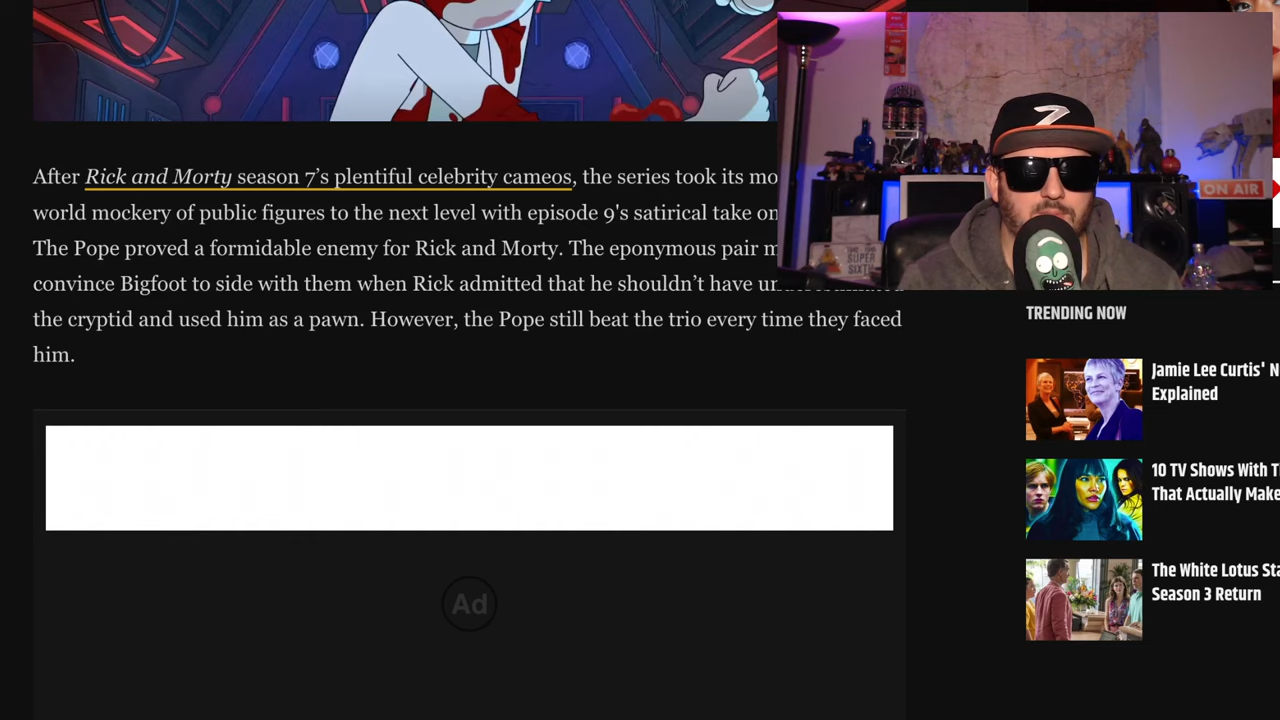 After Rick and Morty season 7's plentiful celebrity cameos, the series took its mo
world mockery of public figures to the next level with episode 9's satirical take on
The Pope proved a formidable enemy for Rick and Morty. The eponymous pair m
convince Bigfoot to side with them when Rick admitted that he shouldn't have
the cryptid and used him as a pawn. However, the Pope still beat the trio every time they faced
him.
Ad
ON AIR
SUPER
SIXTH
TRENDING NOW
Jamie Lee Curtis' N
Explained
10 TV Shows With T
That Actually Make
The White Lotus Sta
Season 3 Return